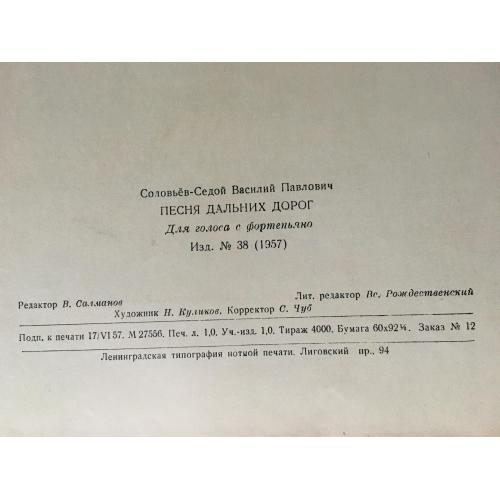 Соловьёв-Седой Василий Павлович
ПЕСНЯ ДАЛЬНИХ ДОРОГ
Для голоса с фортепьяно
Изд. № 38 (1957)
Лит. редактор Вс. Рождественский
Редактор В. Салманов
Художник Н. Куликов, Корректор С. Чуб
Подп. к печати 17/VI 57. М 27556. Печ. л. 1,0. Уч.-изд. 1,0. Тираж 4000. Бумага 60х92 ¼. Заказ № 12
Ленинградская типография нотной печати. Лиговский пр., 94